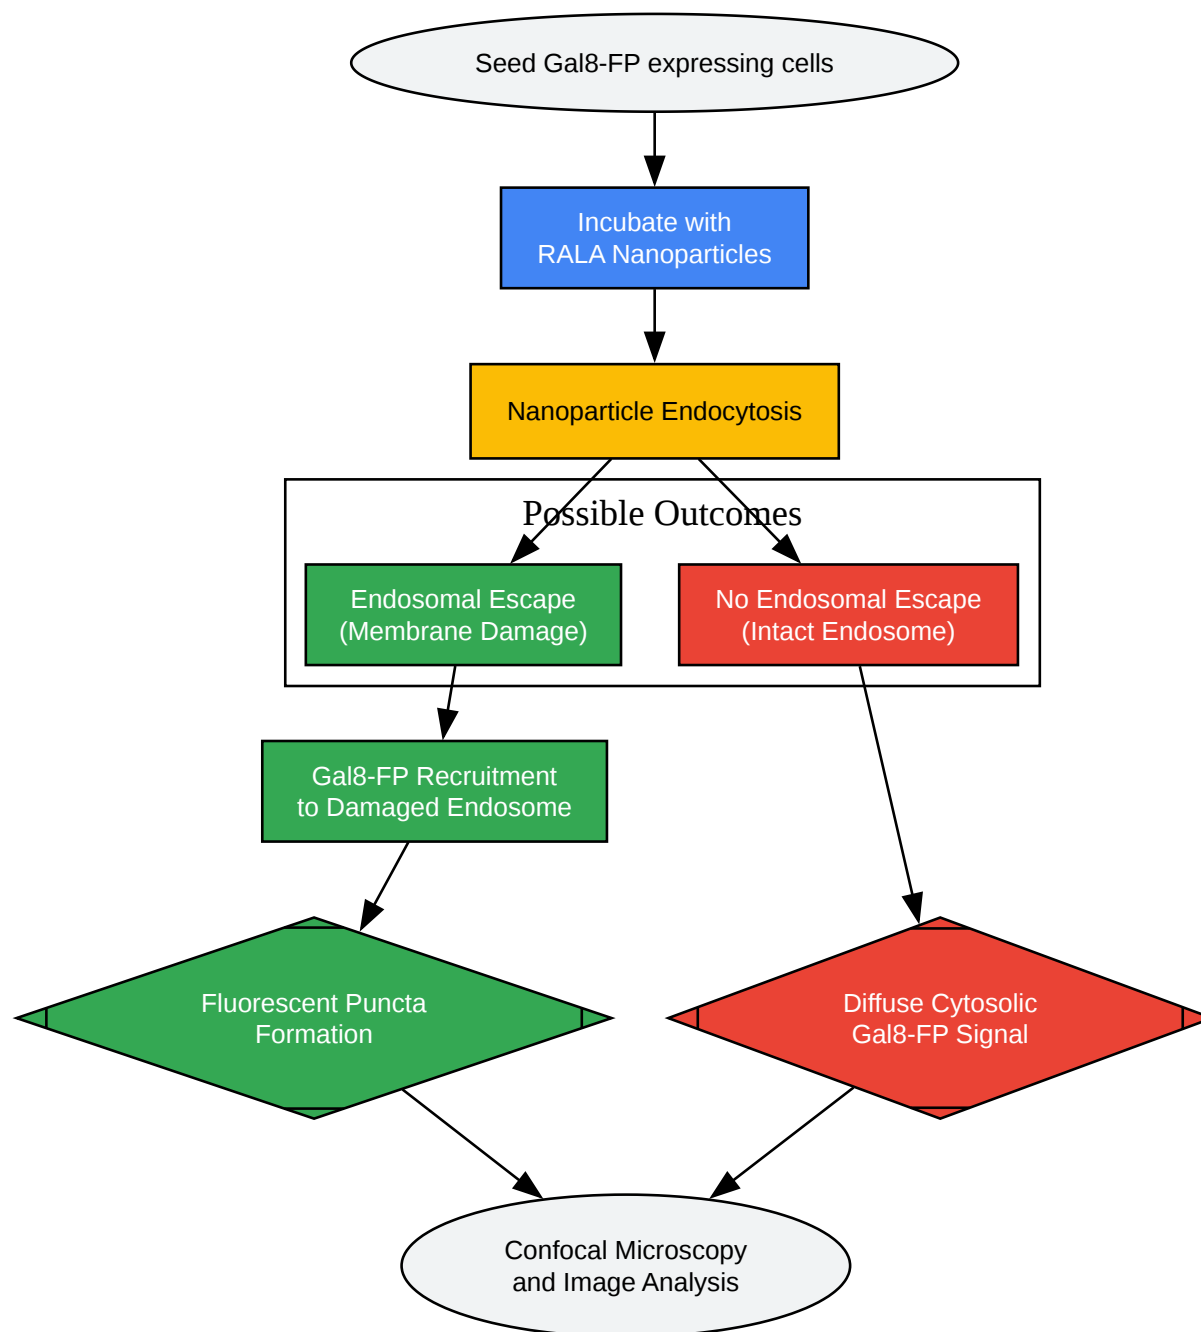 Seed Gal8-FP expressing cells
Incubate with
RALA Nanoparticles
Nanoparticle Endocytosis
Possible Outcomes
Endosomal Escape
(Membrane Damage)
No Endosomal Escape
(Intact Endosome)
Gal8-FP Recruitment
to Damaged Endosome
Fluorescent Puncta
Formation
Diffuse Cytosolic
Gal8-FP Signal
Confocal Microscopy
and Image Analysis